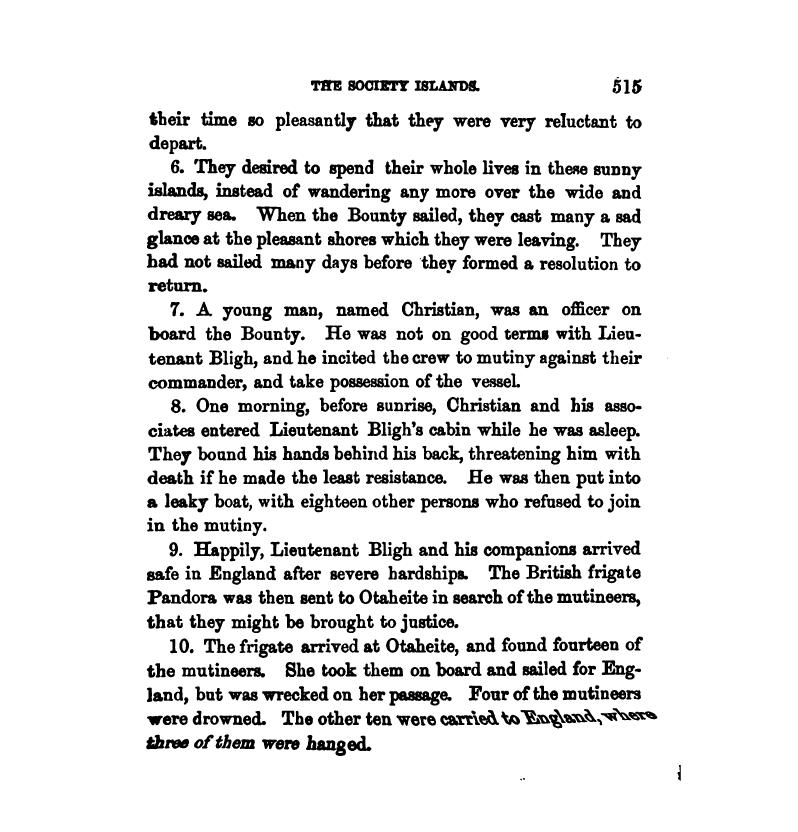 THE SOCIETY ISLANDS. 515
their time so pleasantly that they were very reluctant to
depart.
6. They desired to spend their whole lives in these sunny
islands, instead of wandering any more over the wide and
dreary sea. When the Bounty sailed, they cast many a sad
glance at the pleasant shores which they were leaving. They
had not sailed many days before they formed a resolution to
return.
7. A young man, named Christian, was an officer on
board the Bounty. He was not on good terms with Lieu-
tenant Bligh, and he incited the crew to mutiny against their
commander, and take possession of the vessel.
8. One morning, before sunrise, Christian and his asso-
ciates entered Lieutenant Bligh's cabin while he was asleep.
They bound his hands behind his back, threatening him with
death if he made the least resistance. He was then put into
a leaky boat, with eighteen other persons who refused to join
in the mutiny.
9. Happily, Lieutenant Bligh and his companions arrived
safe in England after severe hardships. The British frigate
Pandora was then sent to Otaheite in search of the mutineers,
that they might be brought to justice.
10. The frigate arrived at Otaheite, and found fourteen of
the mutineers. She took them on board and sailed for Eng-
land, but was wrecked on her passage. Four of the mutineers
were drowned. The other ten were carried to England, where
three of them were hanged.